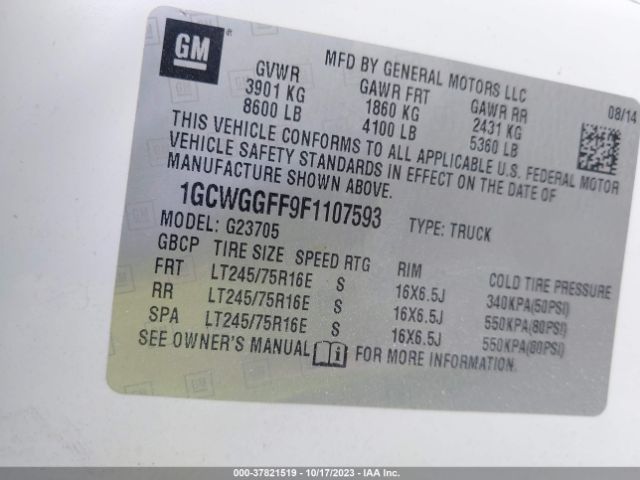 GM
MFD BY GENERAL MOTORS LLC
08/14
GVWR GAWR FRT GAWR RR
3901 KG 1860 KG 2431 KG
8600 LB 4100 LB 5360 LB
THIS VEHICLE CONFORMS TO ALL APPLICABLE U.S. FEDERAL MOTOR
VEHICLE SAFETY STANDARDS IN EFFECT ON THE DATE OF
MANUFACTURE SHOWN ABOVE.
1GCWGGFF9F1107593 TYPE: TRUCK
MODEL: G23705
GBCP TIRE SIZE SPEED RTG RIM COLD TIRE PRESSURE
FRT LT245/75R16E S 16X6.5J 340KPA(50PSI)
RR LT245/75R16E S 16X6.5J 550KPA(80PSI)
SPA LT245/75R16E S 16X6.5J 550KPA(80PSI)
SEE OWNER'S MANUAL FOR MORE INFORMATION.
000-37821519 - 10/17/2023 - IAA Inc.